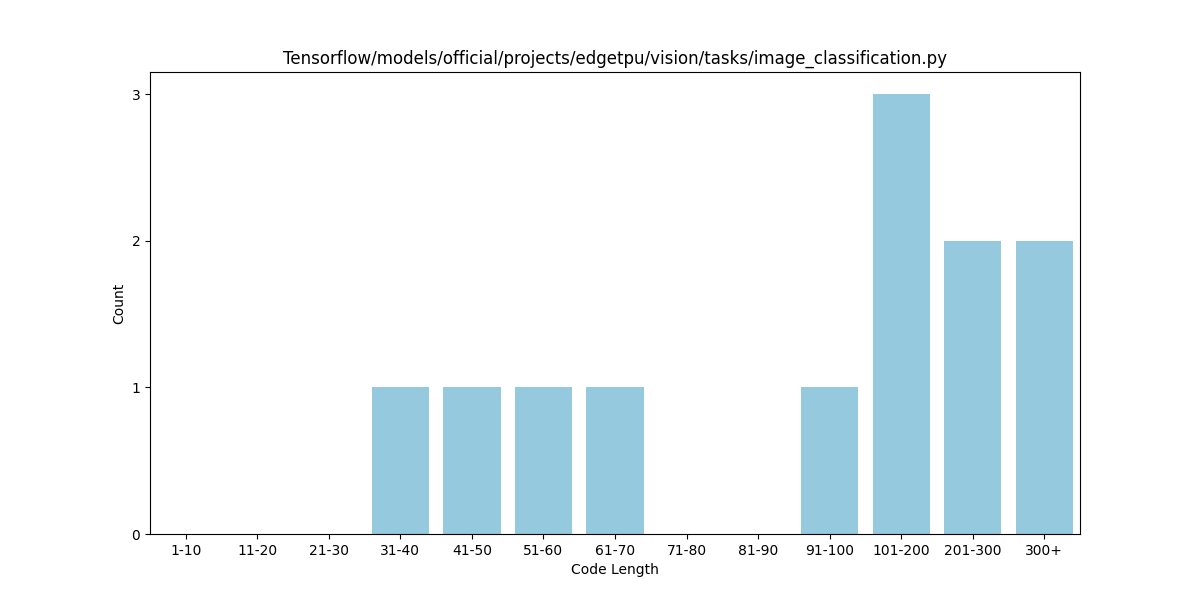 Tensorflow/models/official/projects/edgetpu/vision/tasks/image_classification.py
3
2
1
0
Count
1-10 11-20 21-30 31-40 41-50 51-60 61-70 71-80 81-90 91-100 101-200 201-300 300+
Code Length